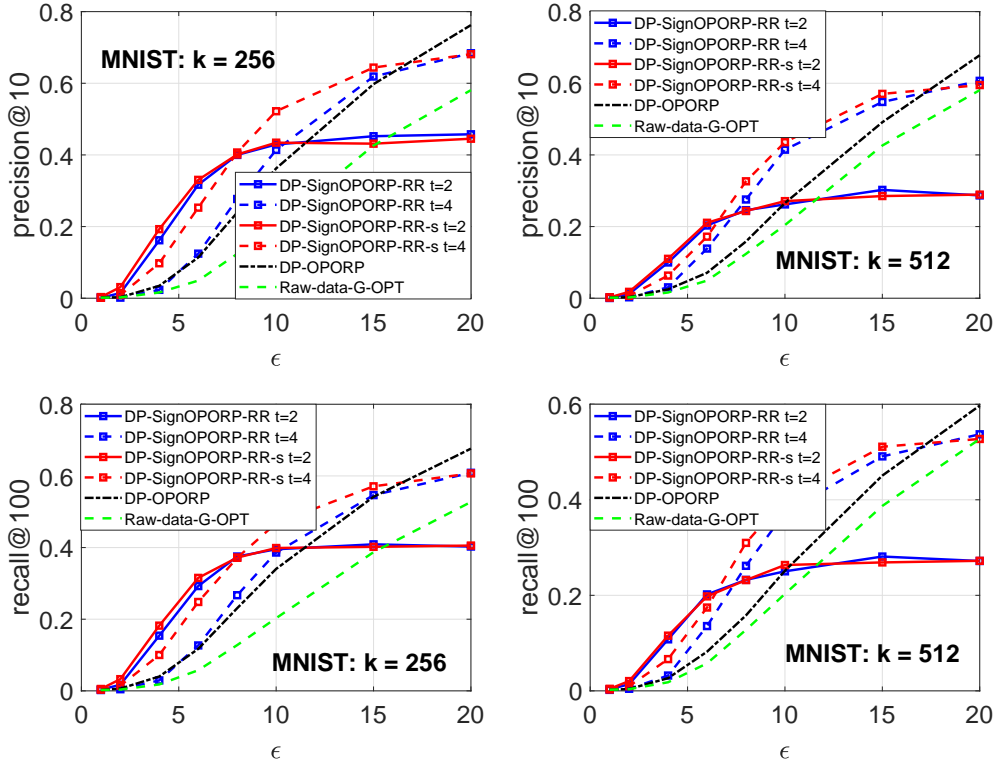 0.8
0.6
0.4
0.2
0
precision@10
MNIST: k = 256
DP-SignOPORP-RR t=2
DP-SignOPORP-RR t=4
DP-SignOPORP-RR-s t=2
DP-SignOPORP-RR-s t=4
DP-OPORP
Raw-data-G-OPT
0 5 10 15 20
ϵ
0.8
0.6
0.4
0.2
0
precision@10
DP-SignOPORP-RR t=2
DP-SignOPORP-RR t=4
DP-SignOPORP-RR-s t=2
DP-SignOPORP-RR-s t=4
DP-OPORP
Raw-data-G-OPT
MNIST: k = 512
0 5 10 15 20
ϵ
0.8
0.6
0.4
0.2
0
recall@100
DP-SignOPORP-RR t=2
DP-SignOPORP-RR t=4
DP-SignOPORP-RR-s t=2
DP-SignOPORP-RR-s t=4
DP-OPORP
Raw-data-G-OPT
MNIST: k = 256
0 5 10 15 20
ϵ
0.6
0.4
0.2
0
recall@100
DP-SignOPORP-RR t=2
DP-SignOPORP-RR t=4
DP-SignOPORP-RR-s t=2
DP-SignOPORP-RR-s t=4
DP-OPORP
Raw-data-G-OPT
MNIST: k = 512
0 5 10 15 20
ϵ